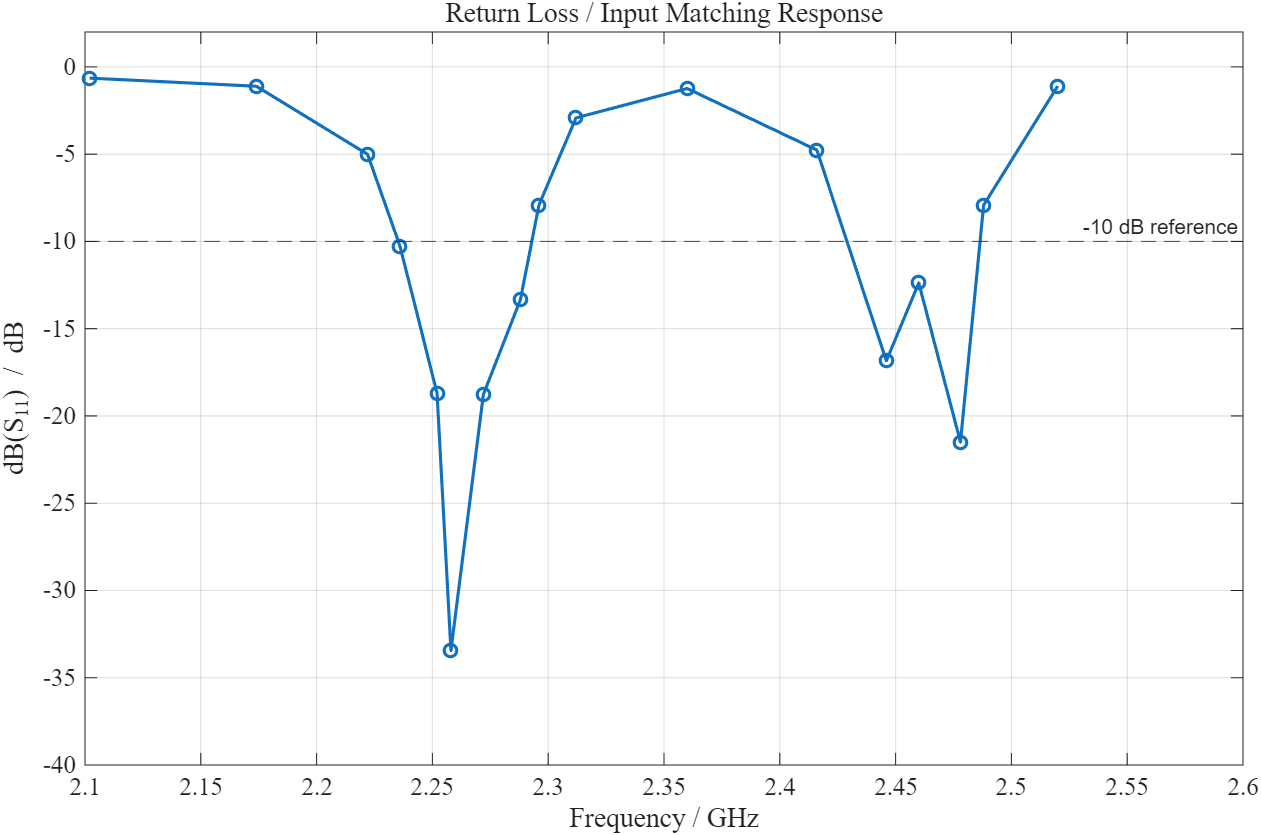 Return Loss / Input Matching Response
0
-5
-10
-15
-20
-25
-30
-35
-40
dB(S₁₁) / dB
-10 dB reference
2.1 2.15 2.2 2.25 2.3 2.35 2.4 2.45 2.5 2.55 2.6
Frequency / GHz